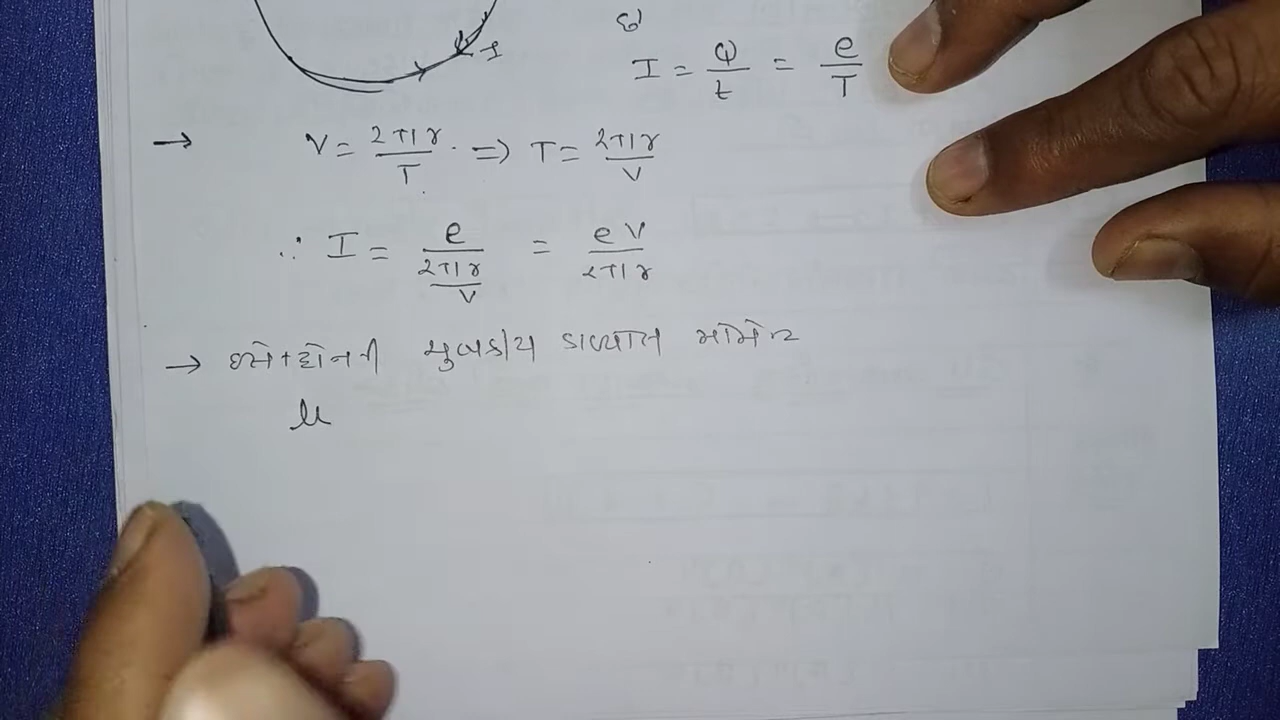 છે
I
I = Q/t = e/T
→ V = 2πr/T . ⇒ T = 2πr/V
∴ I = e/(2πr/V) = eV/2πr
→ ઇલેક્ટ્રોનની ચુંબકીય ડાયપોલ મોમેન્ટ
μ